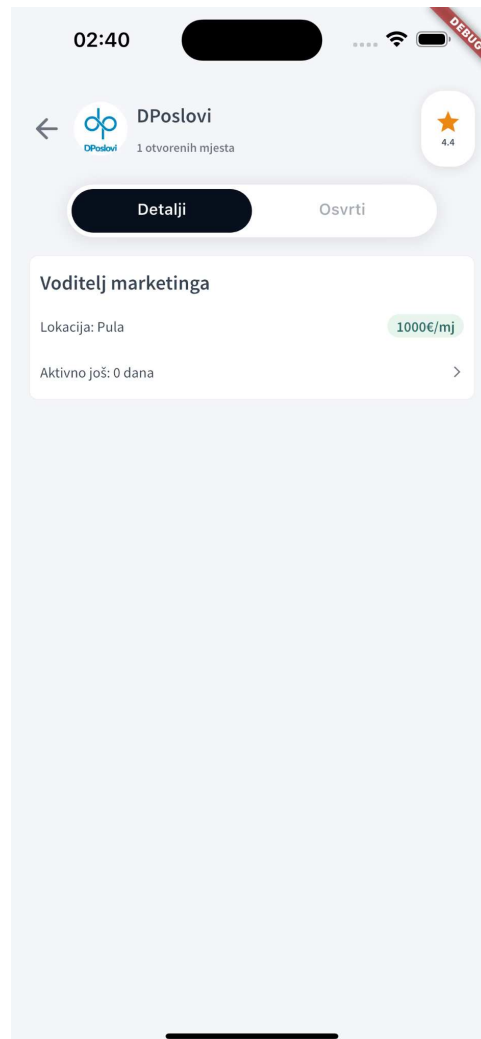 02:40
DEBUG
dp
DPoslovi
DPoslovi
1 otvorenih mjesta
4.4
Detalji
Osvrti
Voditelj marketinga
Lokacija: Pula
1000€/mj
Aktivno još: 0 dana